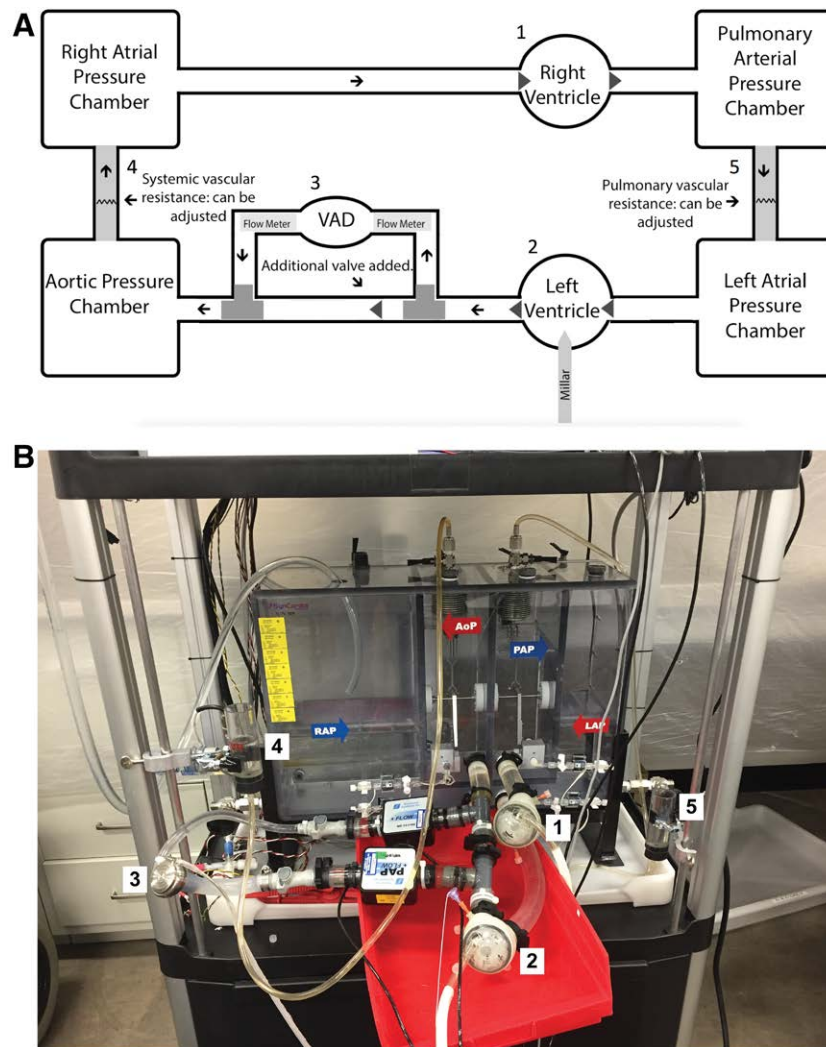 A
Right Atrial
Pressure
Chamber
1
Right
Ventricle
Pulmonary
Arterial
Pressure
Chamber
4
Systemic vascular
resistance: can be
adjusted
3
VAD
Flow Meter
Flow Meter
5
Pulmonary vascular
resistance: can be
adjusted
Additional valve added.
2
Left
Ventricle
Aortic Pressure
Chamber
Left Atrial
Pressure
Chamber
Millar
B
AoP
PAP
RAP
LAP
4
5
1
FLOW
3
PAP
FLOW
2